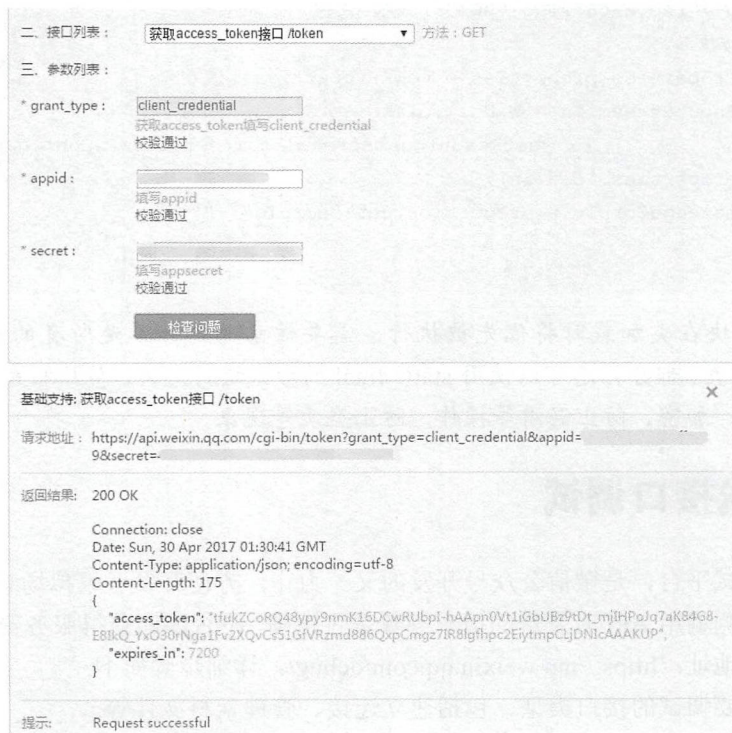 二、接口列表： 获取access_token接口 /token 方法：GET
三、参数列表：
* grant_type： client_credential
获取access_token填写client_credential
校验通过
* appid：
填写appid
校验通过
* secret：
填写appsecret
校验通过
检查问题
基础支持: 获取access_token接口 /token ×
请求地址： https://api.weixin.qq.com/cgi-bin/token?grant_type=client_credential&appid=
9&secret=
返回结果: 200 OK
Connection: close
Date: Sun, 30 Apr 2017 01:30:41 GMT
Content-Type: application/json; encoding=utf-8
Content-Length: 175
{
"access_token": "tfukZCoRQ48ypy9nmK16DCwRUbpI-hAApn0Vt1iGbUBz9tDt_mjIHPoJq7aK84G8-
E8IkQ_YxO30rNga1Fv2XQvCs51GfVRzmd886QxpCmgz7IR8Igfhpc2EiytmpCLjDNIcAAAKUP",
"expires_in": 7200
}
提示: Request successful